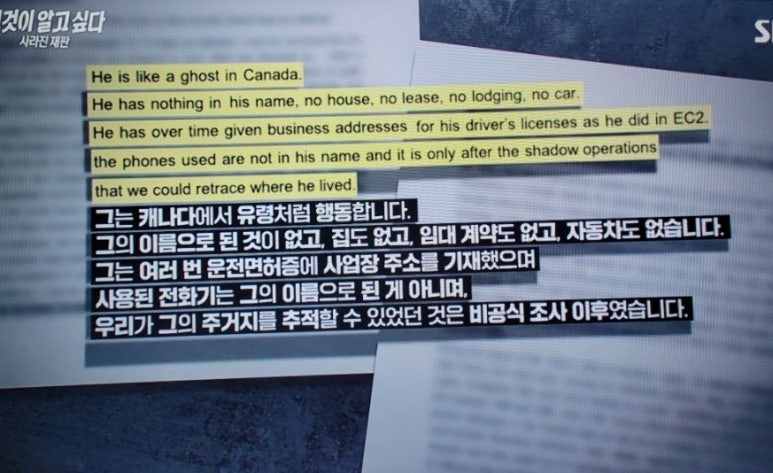 것이 알고 싶다
사라진 재판
He is like a ghost in Canada.
He has nothing in his name, no house, no lease, no lodging, no car.
He has over time given business addresses for his driver's licenses as he did in EC2.
the phones used are not in his name and it is only after the shadow operations
that we could retrace where he lived.
그는 캐나다에서 유령처럼 행동합니다.
그의 이름으로 된 것이 없고, 집도 없고, 임대 계약도 없고, 자동차도 없습니다.
그는 여러 번 운전면허증에 사업장 주소를 기재했으며
사용된 전화기는 그의 이름으로 된 게 아니며,
우리가 그의 주거지를 추적할 수 있었던 것은 비공식 조사 이후였습니다.